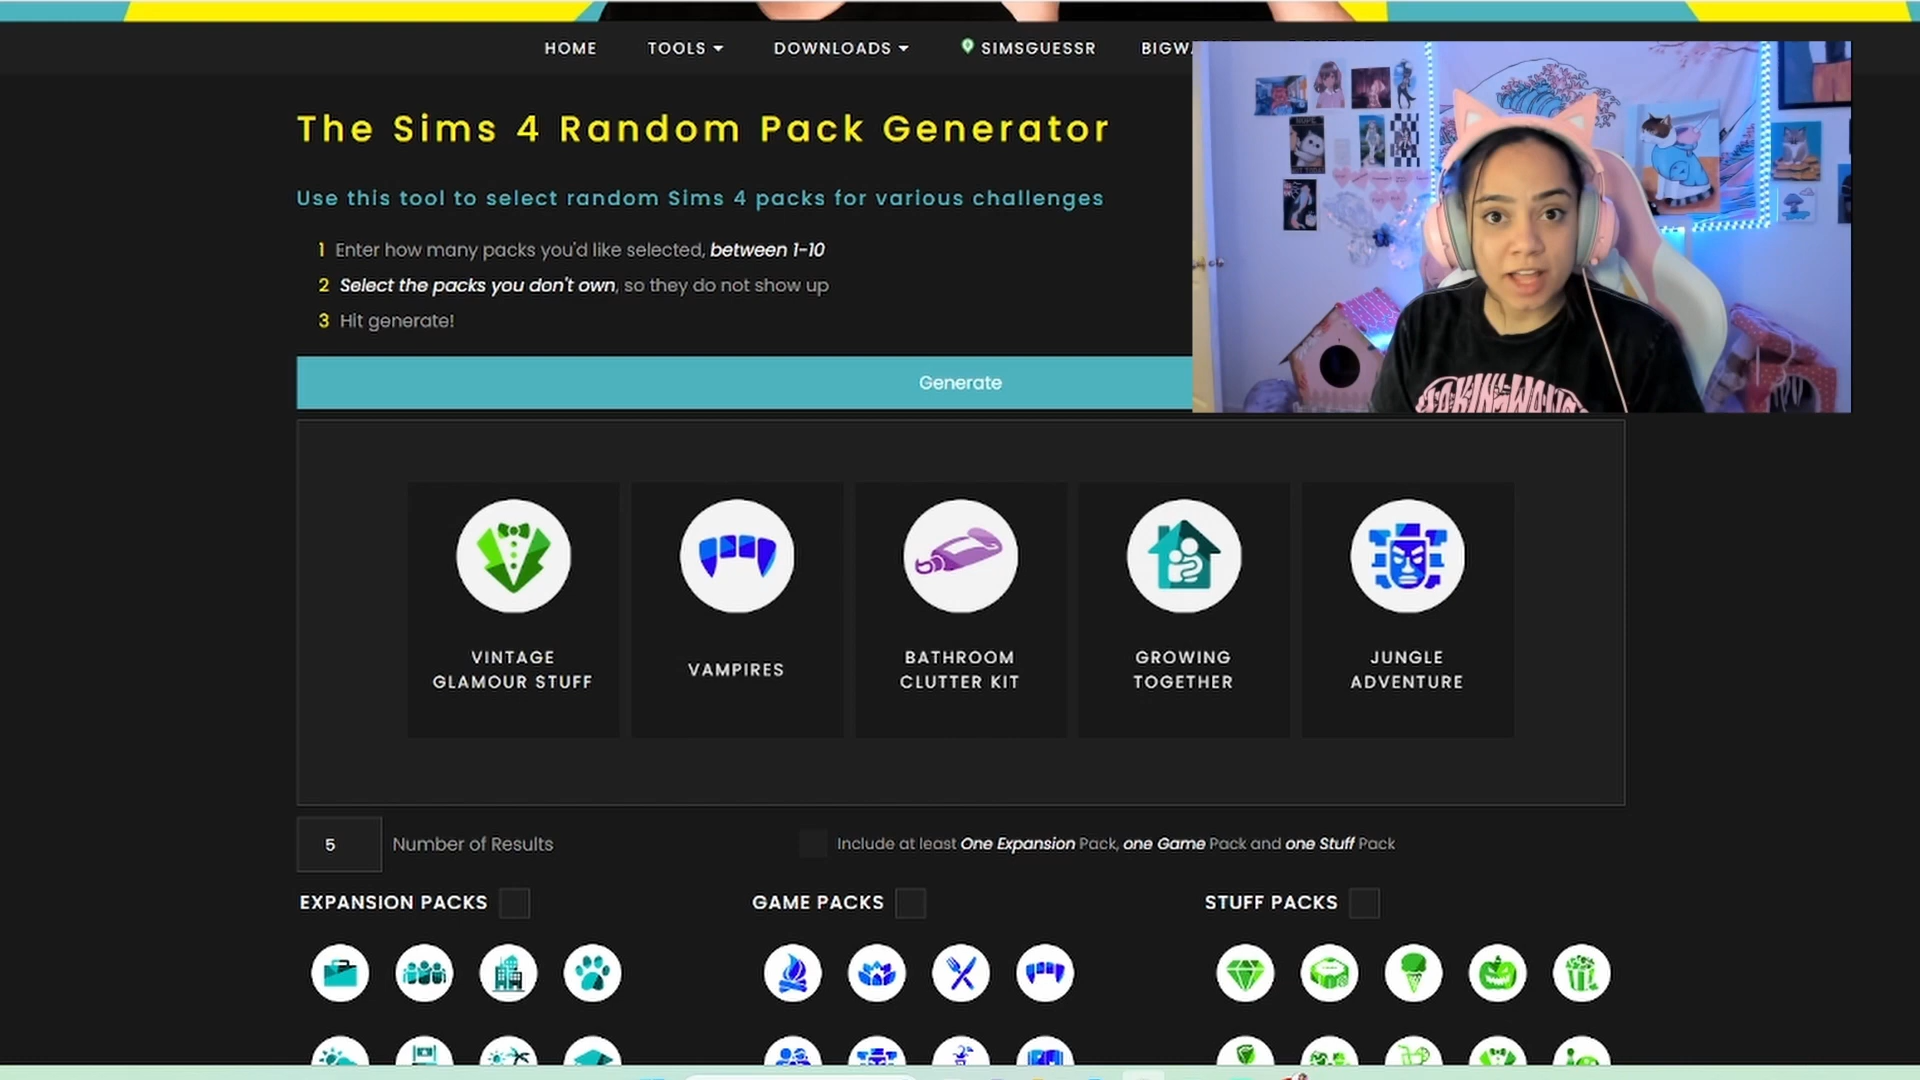 HOME
TOOLS
DOWNLOADS
SIMSGUESSR
The Sims 4 Random Pack Generator
Use this tool to select random Sims 4 packs for various challenges
1 Enter how many packs you'd like selected, between 1-10
2 Select the packs you don't own, so they do not show up
3 Hit generate!
Generate
VINTAGE
GLAMOUR STUFF
VAMPIRES
BATHROOM
CLUTTER KIT
GROWING
TOGETHER
JUNGLE
ADVENTURE
5 Number of Results
Include at least One Expansion Pack, one Game Pack and one Stuff Pack
EXPANSION PACKS
GAME PACKS
STUFF PACKS